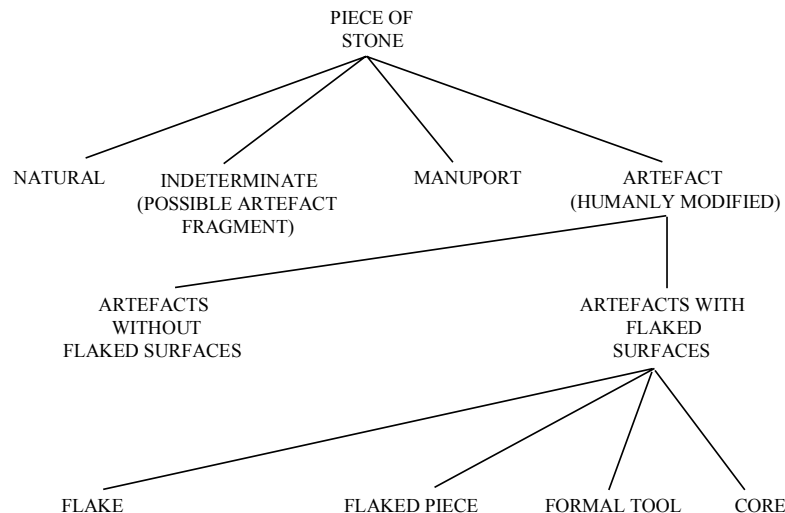 PIECE OF
STONE
NATURAL
INDETERMINATE
(POSSIBLE ARTEFACT
FRAGMENT)
MANUPORT
ARTEFACT
(HUMANLY MODIFIED)
ARTEFACTS
WITHOUT
FLAKED SURFACES
ARTEFACTS WITH
FLAKED
SURFACES
FLAKE
FLAKED PIECE
FORMAL TOOL
CORE